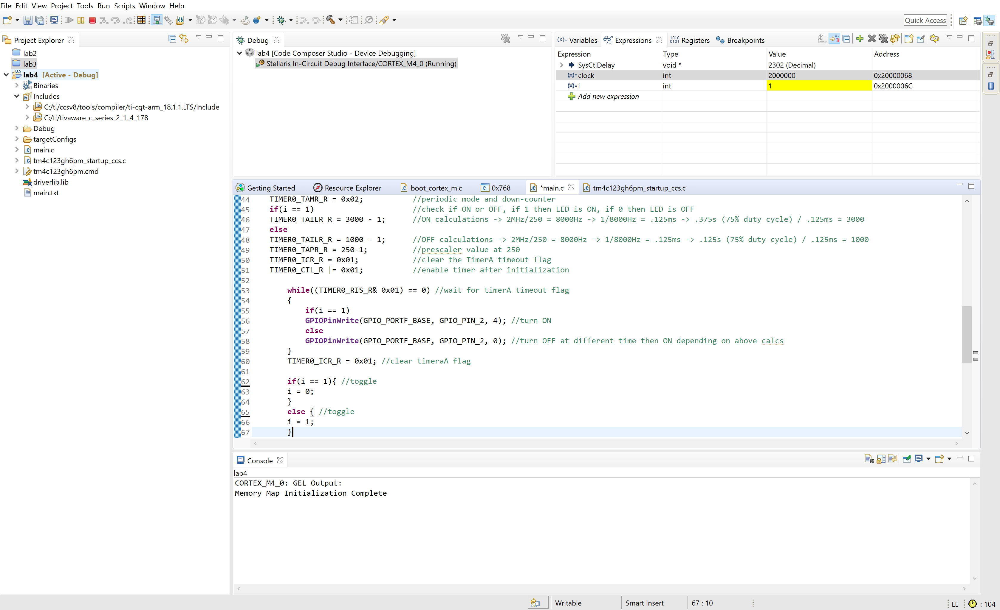 File Edit View Project Tools Run Scripts Window Help
Quick Access
Project Explorer
lab2
lab3
lab4 [Active - Debug]
Binaries
Includes
C:/ti/ccsv8/tools/compiler/ti-cgt-arm_18.1.1.LTS/include
C:/ti/tivaware_c_series_2_1_4_178
Debug
targetConfigs
main.c
tm4c123gh6pm_startup_ccs.c
tm4c123gh6pm.cmd
driverlib.lib
main.txt
Debug
lab4 [Code Composer Studio - Device Debugging]
Stellaris In-Circuit Debug Interface/CORTEX_M4_0 (Running)
(x)= Variables Expressions 1010 0101 Registers Breakpoints
Expression Type Value Address
SysCtlDelay void * 2302 (Decimal)
(x)= clock int 2000000 0x20000068
(x)= i int 1 0x2000006C
Add new expression
Getting Started Resource Explorer boot_cortex_m.c 0x768 *main.c tm4c123gh6pm_startup_ccs.c
44 TIMER0_TAMR_R = 0x02; //periodic mode and down-counter
45 if(i == 1) //check if ON or OFF, if 1 then LED is ON, if 0 then LED is OFF
46 TIMER0_TAILR_R = 3000 - 1; //ON calculations -> 2MHz/250 = 8000Hz -> 1/8000Hz = .125ms -> .375s (75% duty cycle) / .125ms = 3000
47 else
48 TIMER0_TAILR_R = 1000 - 1; //OFF calculations -> 2MHz/250 = 8000Hz -> 1/8000Hz = .125ms -> .125s (75% duty cycle) / .125ms = 1000
49 TIMER0_TAPR_R = 250-1; //prescaler value at 250
50 TIMER0_ICR_R = 0x01; //clear the TimerA timeout flag
51 TIMER0_CTL_R |= 0x01; //enable timer after initialization
52
53 while((TIMER0_RIS_R& 0x01) == 0) //wait for timerA timeout flag
54 {
55 if(i == 1)
56 GPIOPinWrite(GPIO_PORTF_BASE, GPIO_PIN_2, 4); //turn ON
57 else
58 GPIOPinWrite(GPIO_PORTF_BASE, GPIO_PIN_2, 0); //turn OFF at different time then ON depending on above calcs
59 }
60 TIMER0_ICR_R = 0x01; //clear timeraA flag
61
62 if(i == 1){ //toggle
63 i = 0;
64 }
65 else { //toggle
66 i = 1;
67 }
Console
lab4
CORTEX_M4_0: GEL Output:
Memory Map Initialization Complete
Writable Smart Insert 67 : 10 LE : 104